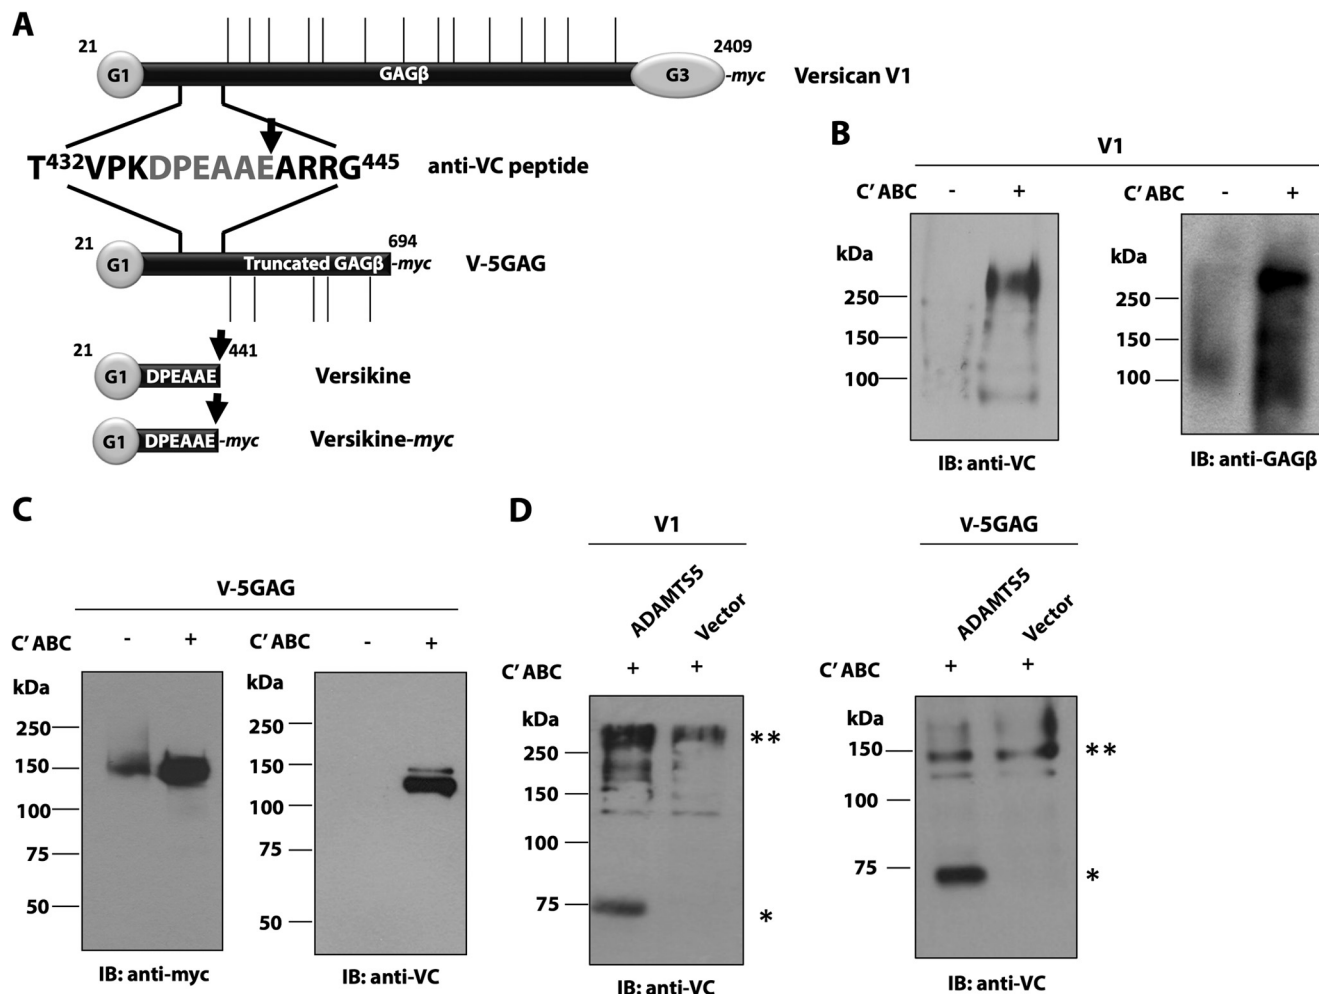 A
21
2409
G1
GAGβ
G3
-myc
Versican V1
T432VPKDPEAAEARRG445
anti-VC peptide
21
694
G1
Truncated GAGβ
-myc
V-5GAG
21
441
G1
DPEAAE
Versikine
G1
DPEAAE
-myc
Versikine-myc
B
V1
C' ABC
-
+
kDa
250
150
100
IB: anti-VC
C' ABC
-
+
kDa
250
150
100
IB: anti-GAGβ
C
V-5GAG
C' ABC
-
+
kDa
250
150
100
75
50
IB: anti-myc
C' ABC
-
+
kDa
250
150
100
75
50
IB: anti-VC
D
V1
ADAMTS5
Vector
C' ABC
+
+
kDa
250
150
100
75
**
*
IB: anti-VC
V-5GAG
ADAMTS5
Vector
C' ABC
+
+
kDa
150
100
75
**
*
IB: anti-VC